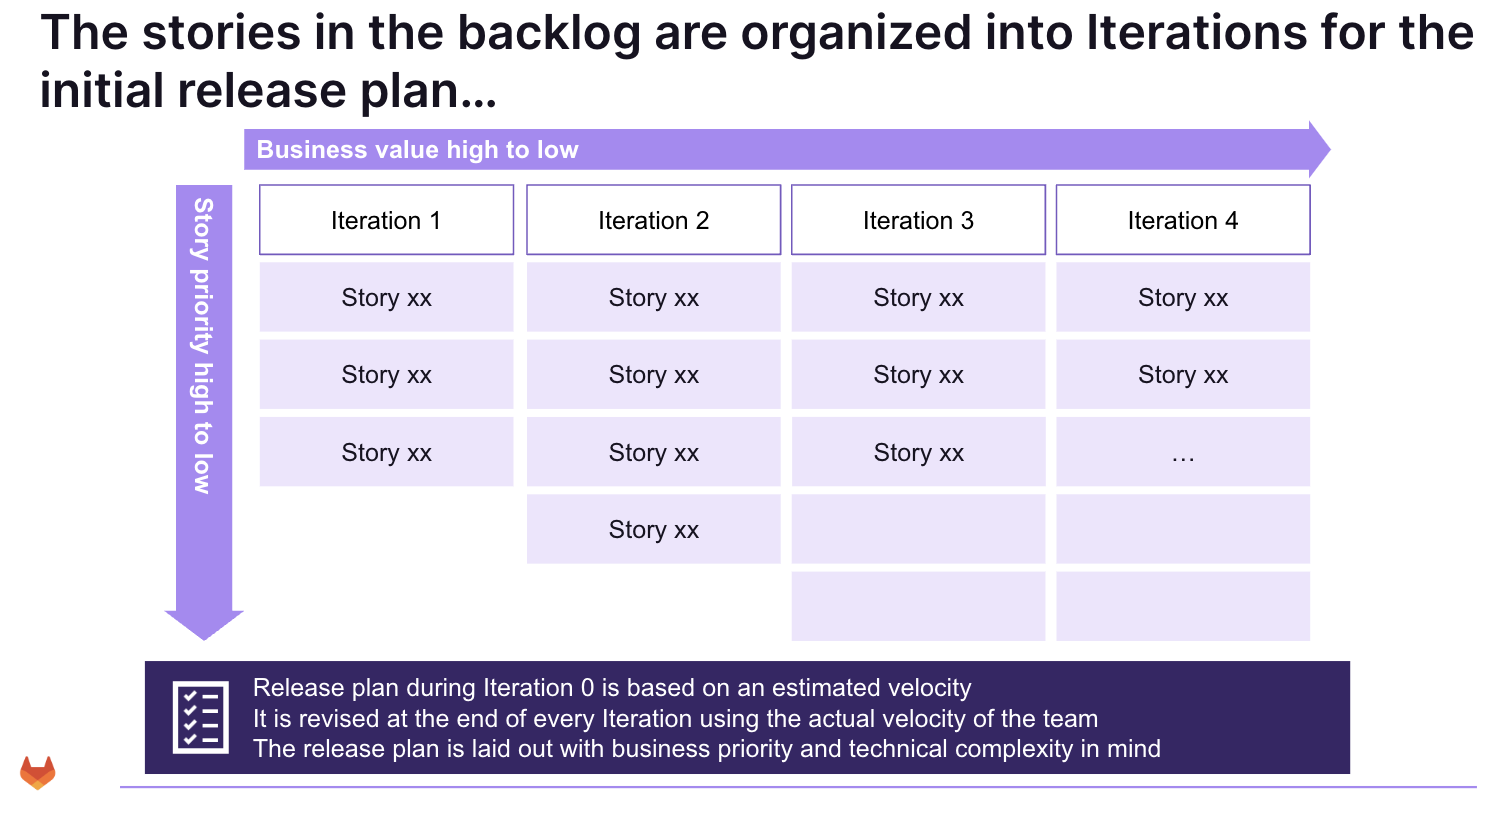 The stories in the backlog are organized into Iterations for the
initial release plan...
Business value high to low
Story priority high to low
Iteration 1
Iteration 2
Iteration 3
Iteration 4
Story xx
Story xx
Story xx
Story xx
Story xx
Story xx
Story xx
Story xx
Story xx
Story xx
Story xx
…
Story xx
Release plan during Iteration 0 is based on an estimated velocity
It is revised at the end of every Iteration using the actual velocity of the team
The release plan is laid out with business priority and technical complexity in mind